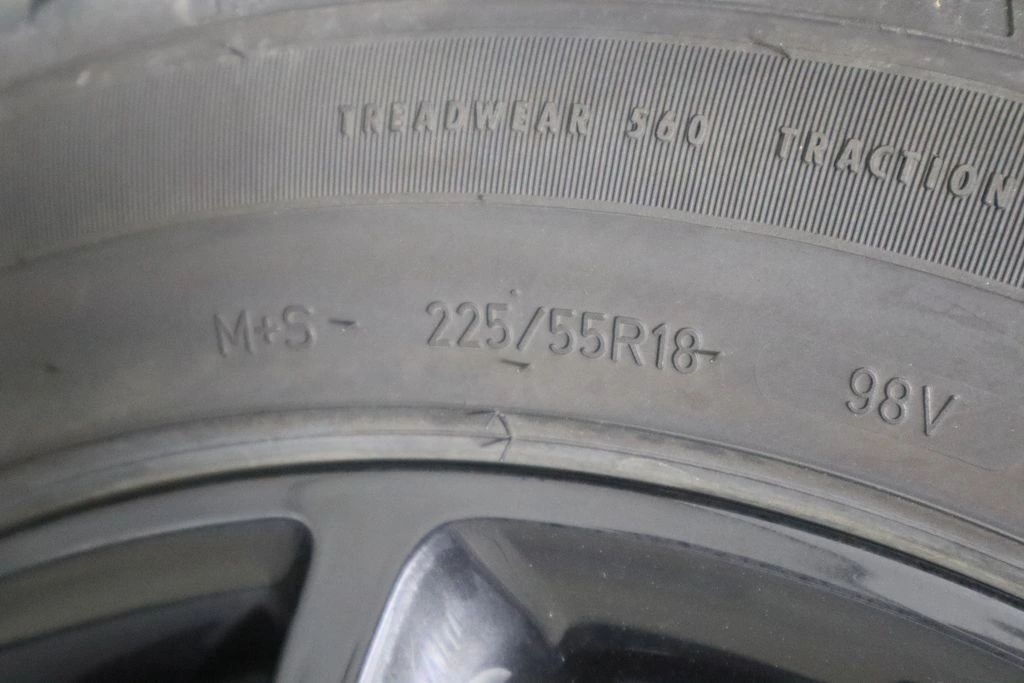 TREADWEAR 560 TRACTION
M+S 225/55R18 98V